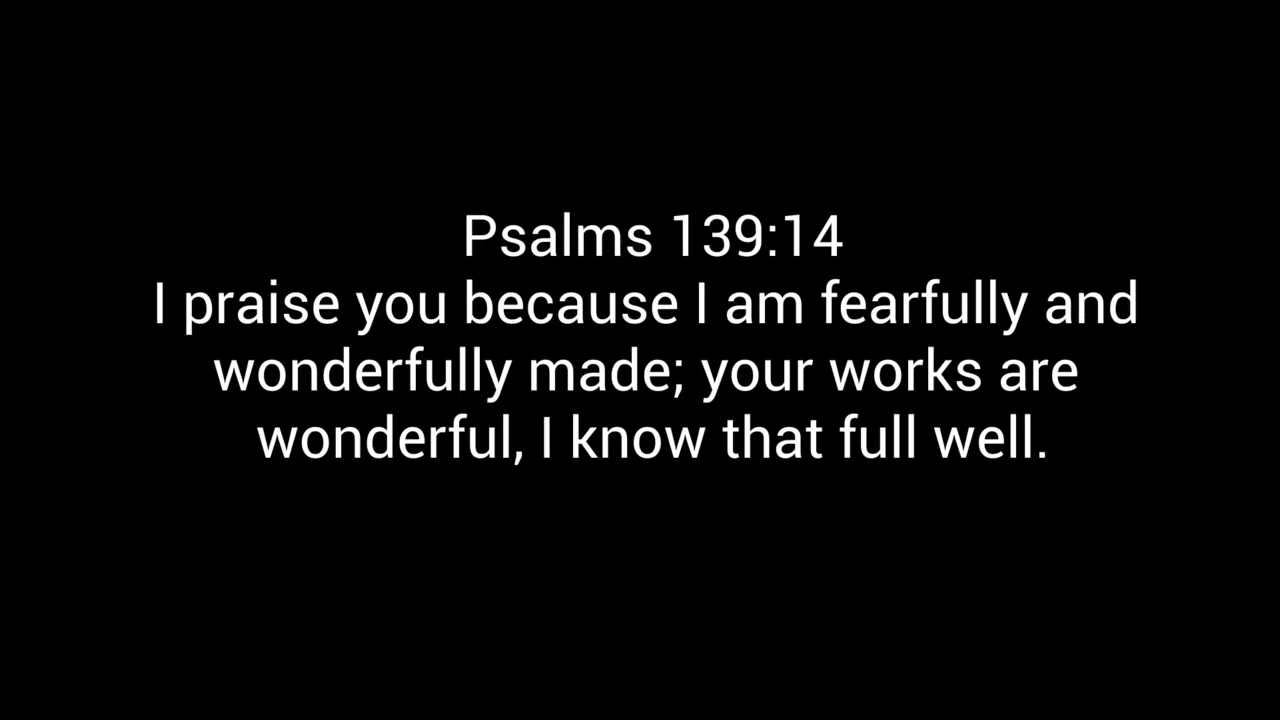 Psalms 139:14
I praise you because I am fearfully and
wonderfully made; your works are
wonderful, I know that full well.